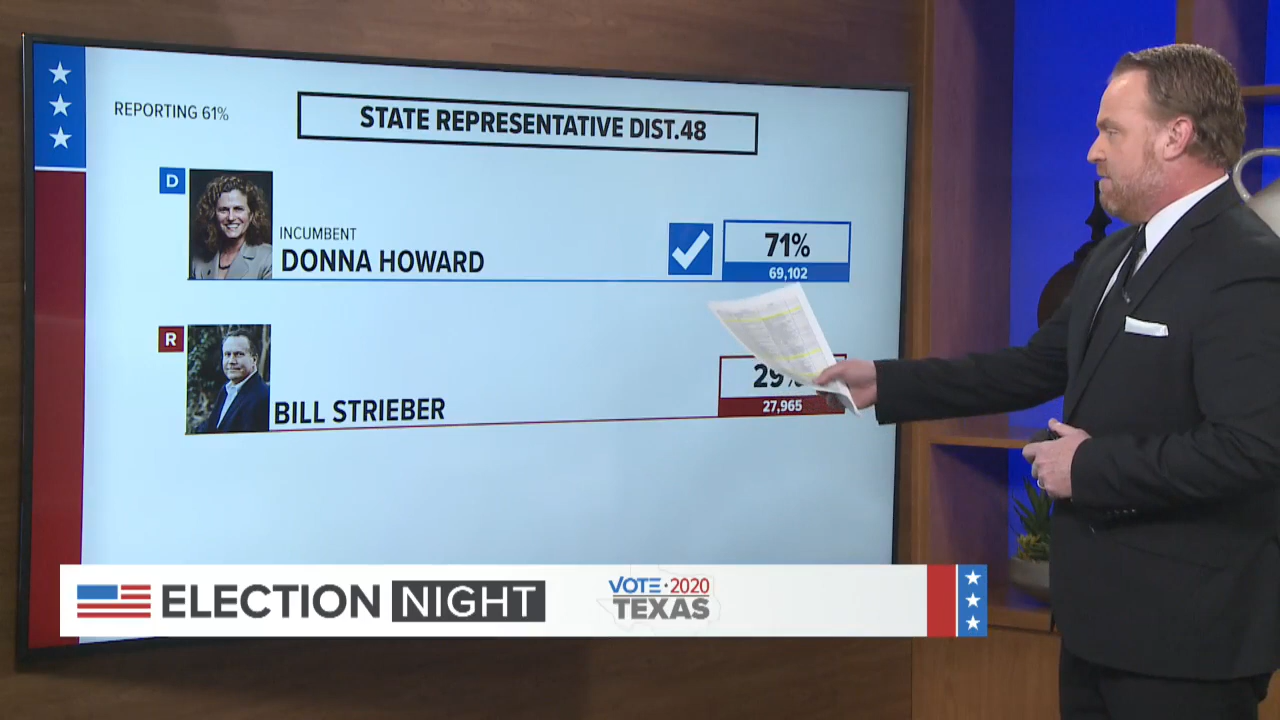 REPORTING 61%
STATE REPRESENTATIVE DIST.48
D
INCUMBENT
DONNA HOWARD
71%
69,102
R
BILL STRIEBER
29%
27,965
ELECTION NIGHT
VOTE • 2020
TEXAS